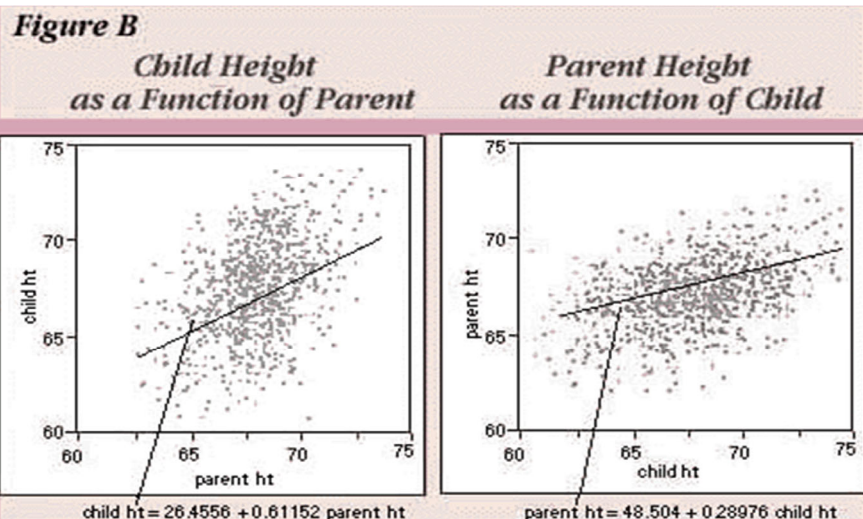 Figure B
Child Height
as a Function of Parent
Parent Height
as a Function of Child
75
70
65
60
child ht
60
65
70
75
parent ht
child ht = 26.4556 + 0.61152 parent ht
75
70
65
60
parent ht
60
65
70
75
child ht
parent ht = 48.504 + 0.28976 child ht